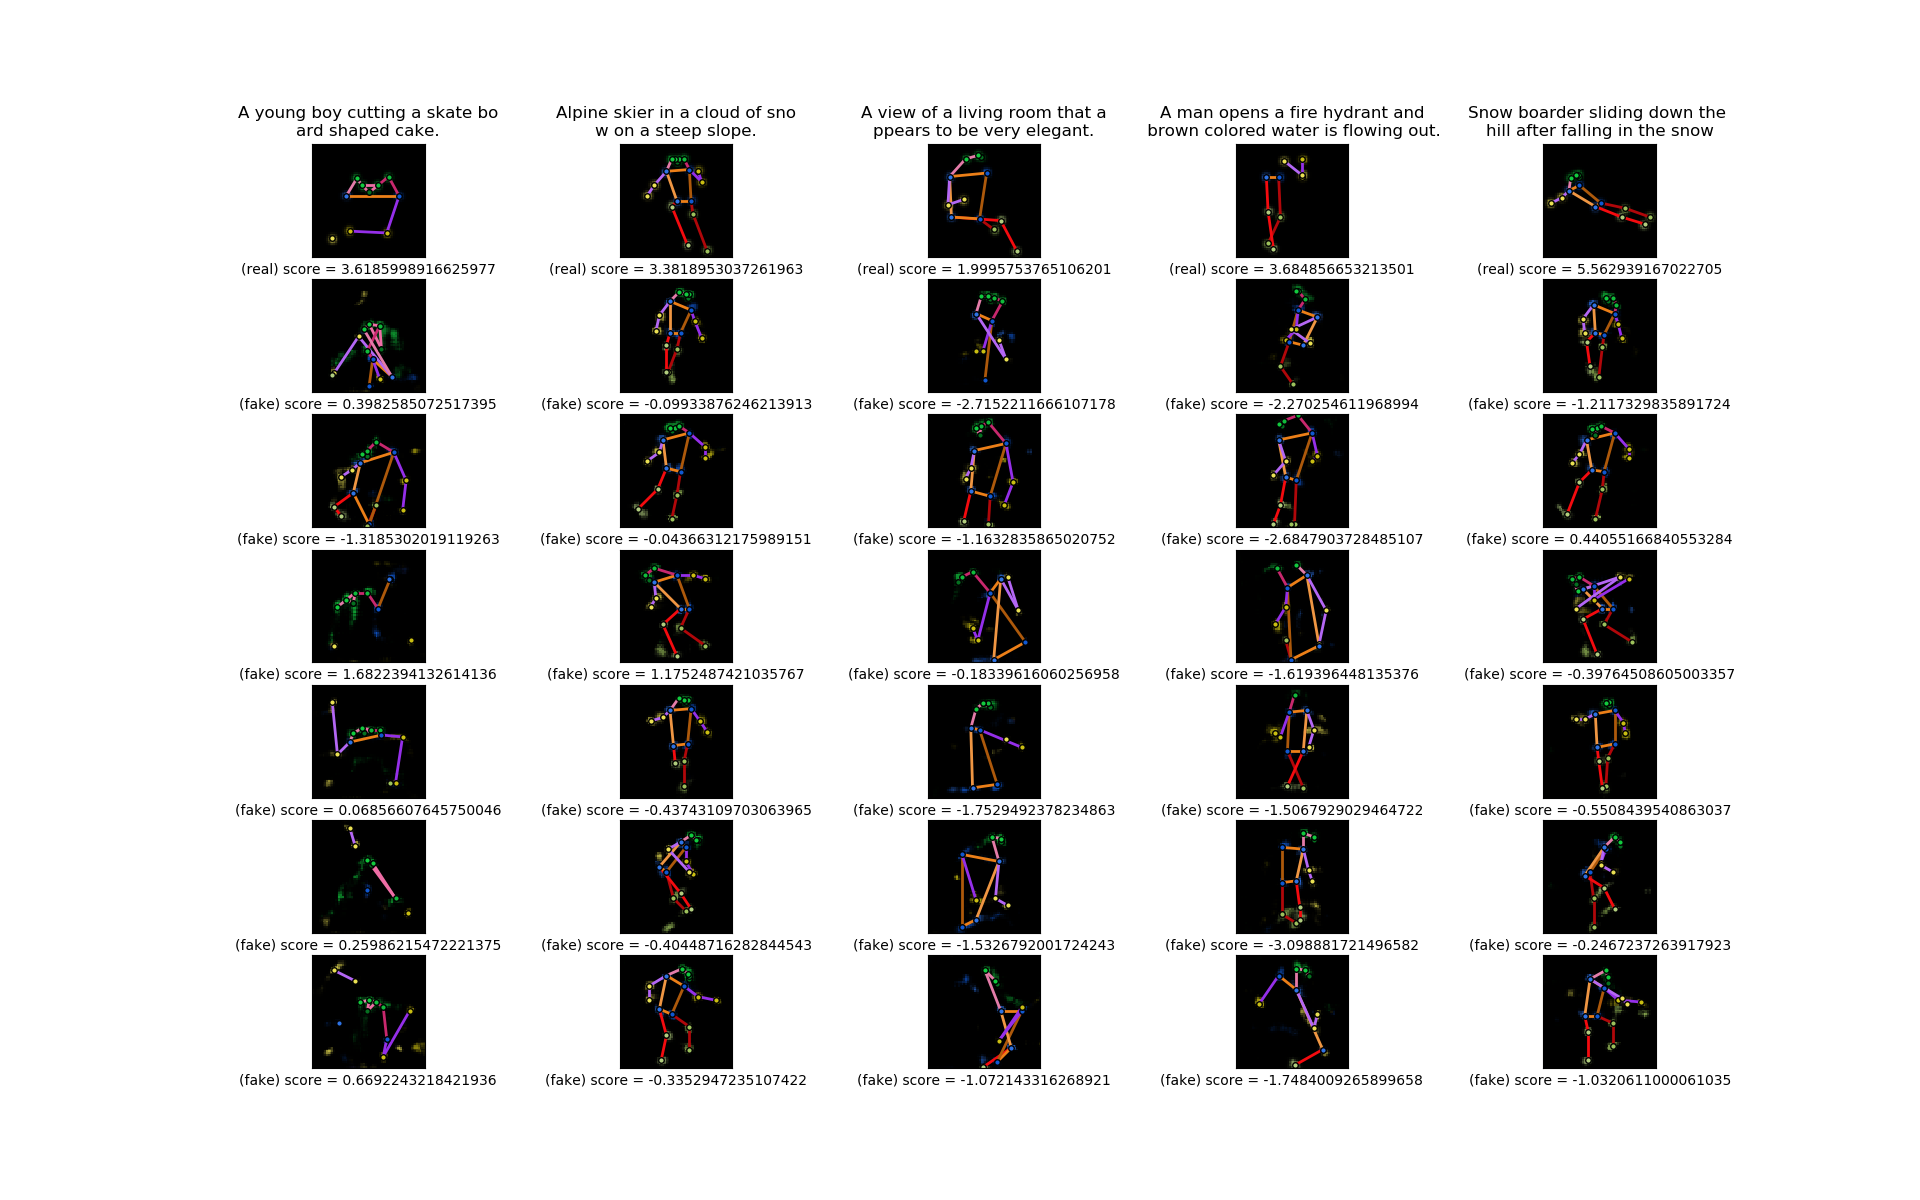 A young boy cutting a skate bo
ard shaped cake.
Alpine skier in a cloud of sno
w on a steep slope.
A view of a living room that a
ppears to be very elegant.
A man opens a fire hydrant and
brown colored water is flowing out.
Snow boarder sliding down the
hill after falling in the snow
(real) score = 3.6185998916625977
(real) score = 3.3818953037261963
(real) score = 1.9995753765106201
(real) score = 3.684856653213501
(real) score = 5.562939167022705
(fake) score = 0.3982585072517395
(fake) score = -0.09933876246213913
(fake) score = -2.7152211666107178
(fake) score = -2.270254611968994
(fake) score = -1.2117329835891724
(fake) score = -1.3185302019119263
(fake) score = -0.04366312175989151
(fake) score = -1.1632835865020752
(fake) score = -2.6847903728485107
(fake) score = 0.44055166840553284
(fake) score = 1.6822394132614136
(fake) score = 1.1752487421035767
(fake) score = -0.18339616060256958
(fake) score = -1.619396448135376
(fake) score = -0.39764508605003357
(fake) score = 0.06856607645750046
(fake) score = -0.43743109703063965
(fake) score = -1.7529492378234863
(fake) score = -1.5067929029464722
(fake) score = -0.5508439540863037
(fake) score = 0.25986215472221375
(fake) score = -0.40448716282844543
(fake) score = -1.5326792001724243
(fake) score = -3.098881721496582
(fake) score = -0.2467237263917923
(fake) score = 0.6692243218421936
(fake) score = -0.3352947235107422
(fake) score = -1.072143316268921
(fake) score = -1.7484009265899658
(fake) score = -1.0320611000061035